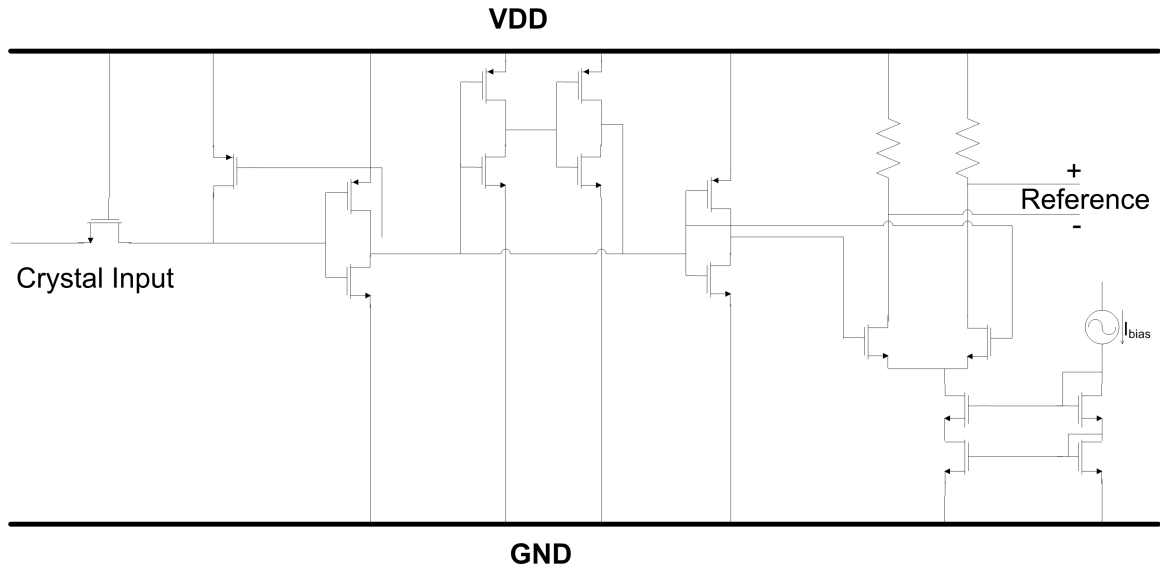 VDD
+
Reference
-
Crystal Input
Ibias
GND